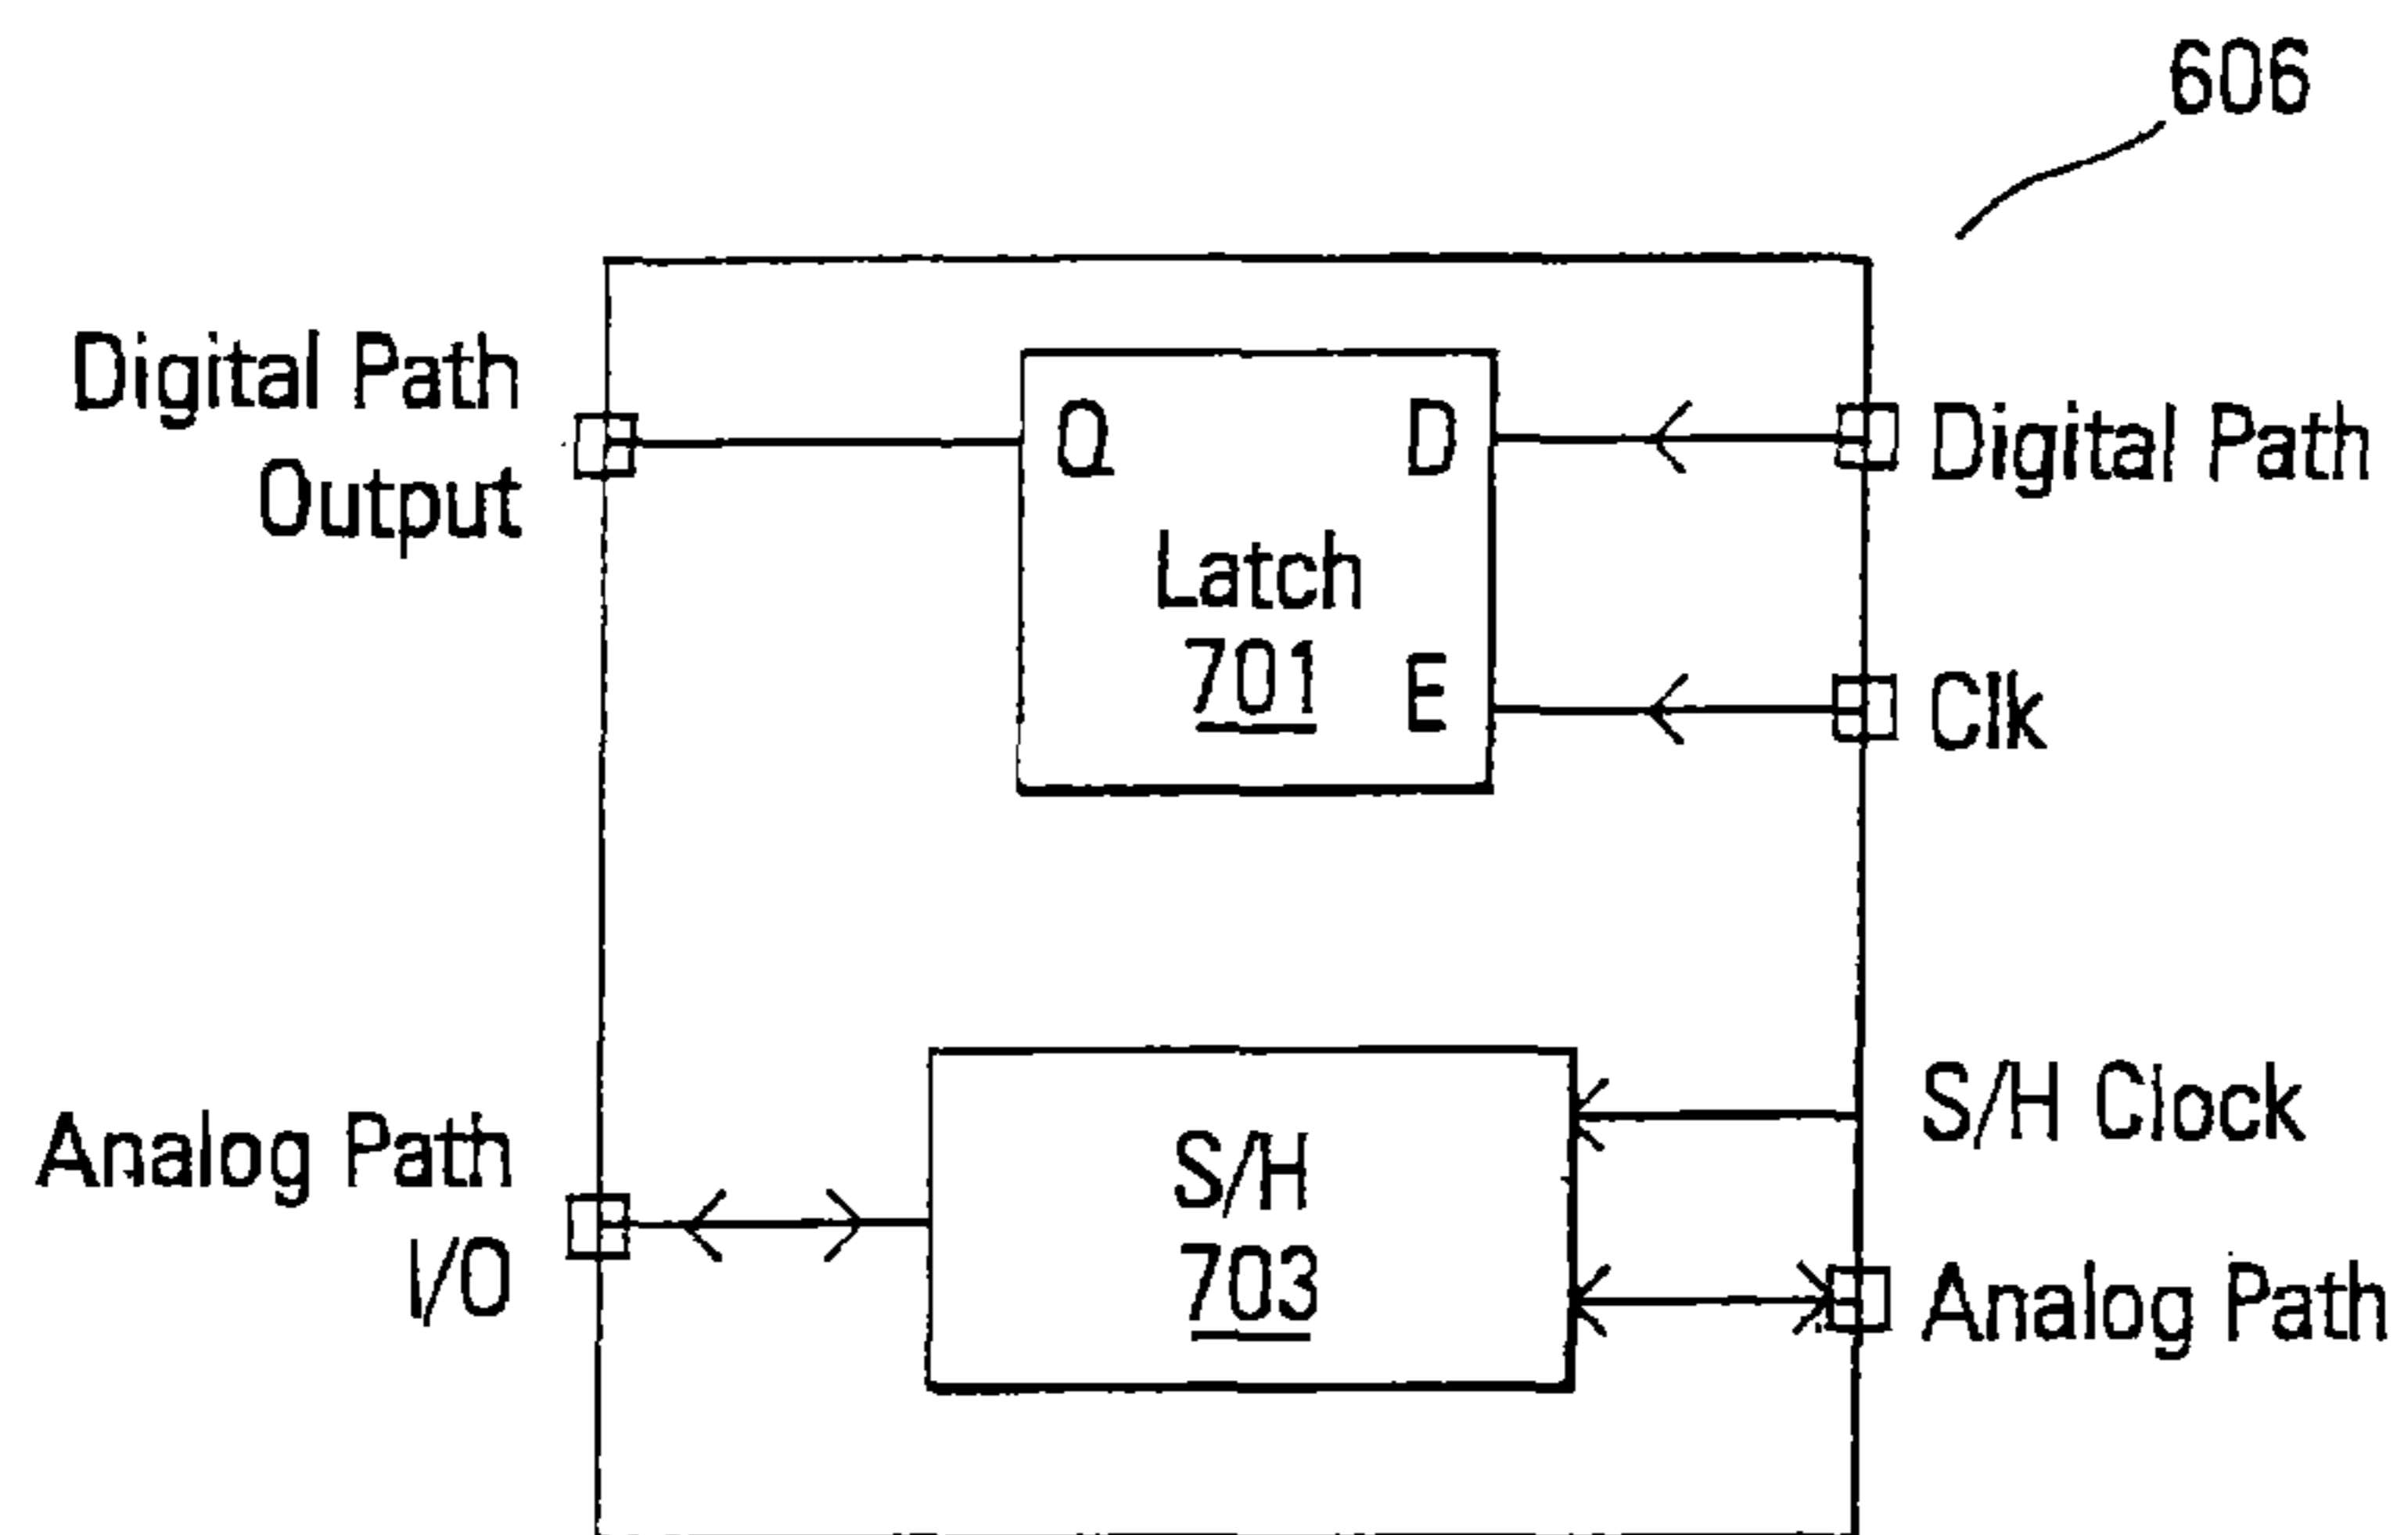 606
Digital Path
Output
Q
D
Digital Path
Latch
701
E
Clk
S/H Clock
Analog Path
I/O
S/H
703
Analog Path